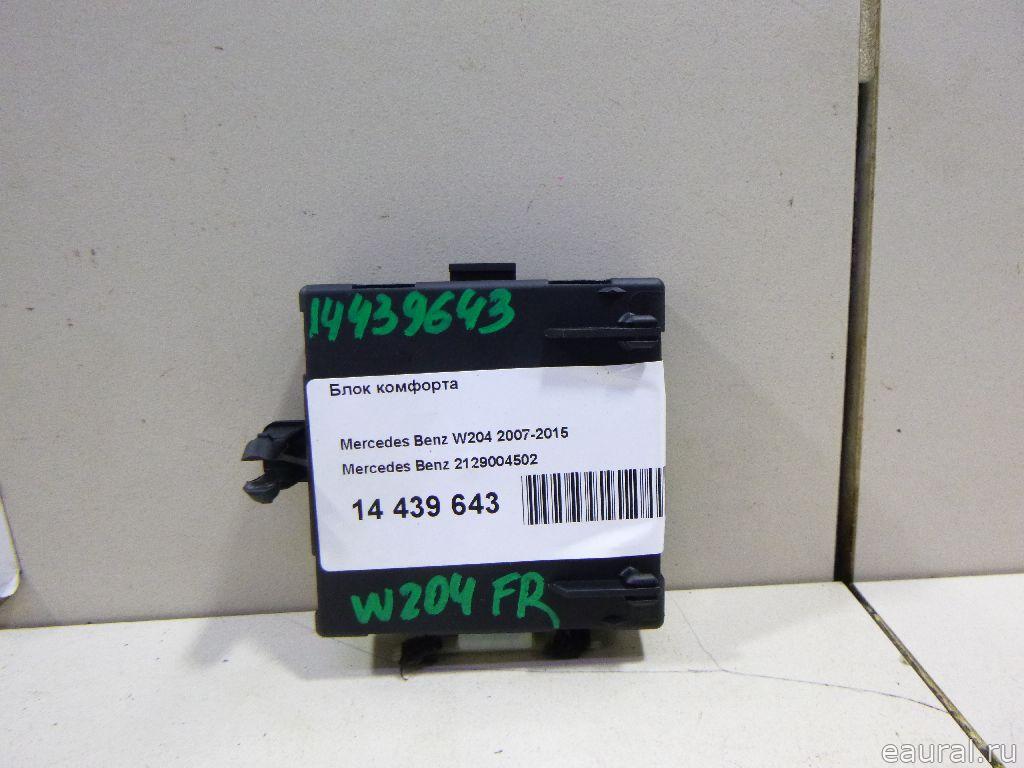 14439643
Блок комфорта
Mercedes Benz W204 2007-2015
Mercedes Benz 2129004502
14 439 643
W204 FR
eaural.ru